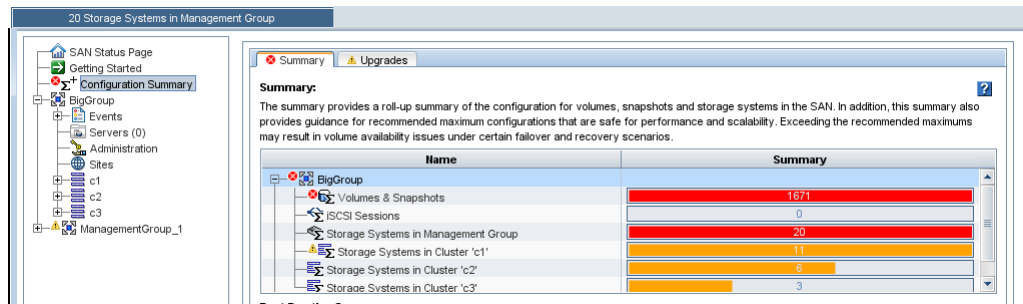 20 Storage Systems in Management Group
SAN Status Page
Getting Started
Configuration Summary
BigGroup
Events
Servers (0)
Administration
Sites
c1
c2
c3
ManagementGroup_1
Summary
Upgrades
Summary:
?
The summary provides a roll-up summary of the configuration for volumes, snapshots and storage systems in the SAN. In addition, this summary also
provides guidance for recommended maximum configurations that are safe for performance and scalability. Exceeding the recommended maximums
may result in volume availability issues under certain failover and recovery scenarios.
Name Summary
BigGroup
Volumes & Snapshots 1671
iSCSI Sessions 0
Storage Systems in Management Group 20
Storage Systems in Cluster 'c1' 11
Storage Systems in Cluster 'c2' 6
Storage Systems in Cluster 'c3' 3